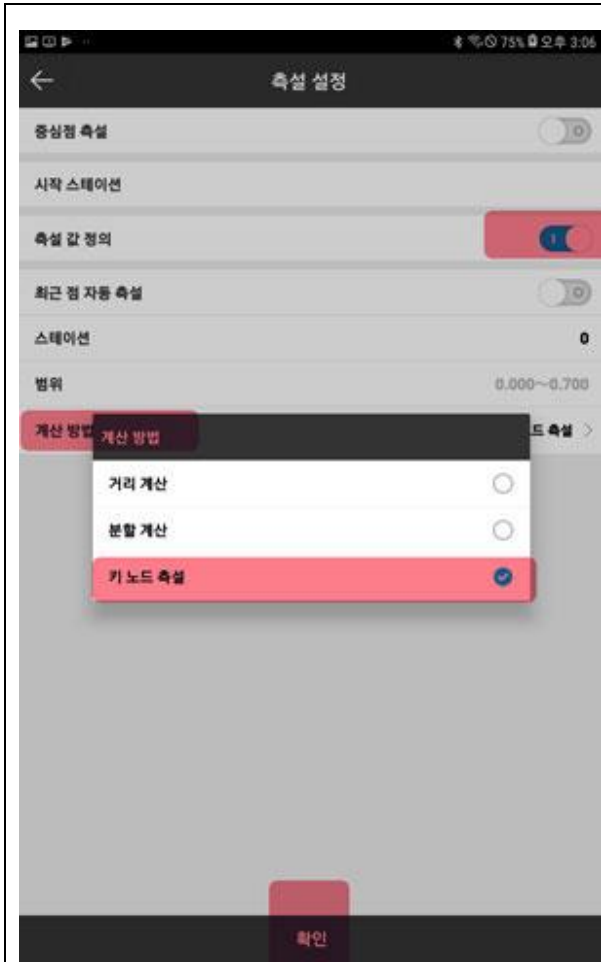 75% 오후 3:06
측설 설정
중심점 측설
시작 스테이션
측설 값 정의
최근 점 자동 측설
스테이션 0
범위 0.000~0.700
계산 방법 드 측설 >
계산 방법
거리 계산
분할 계산
키 노드 측설
확인